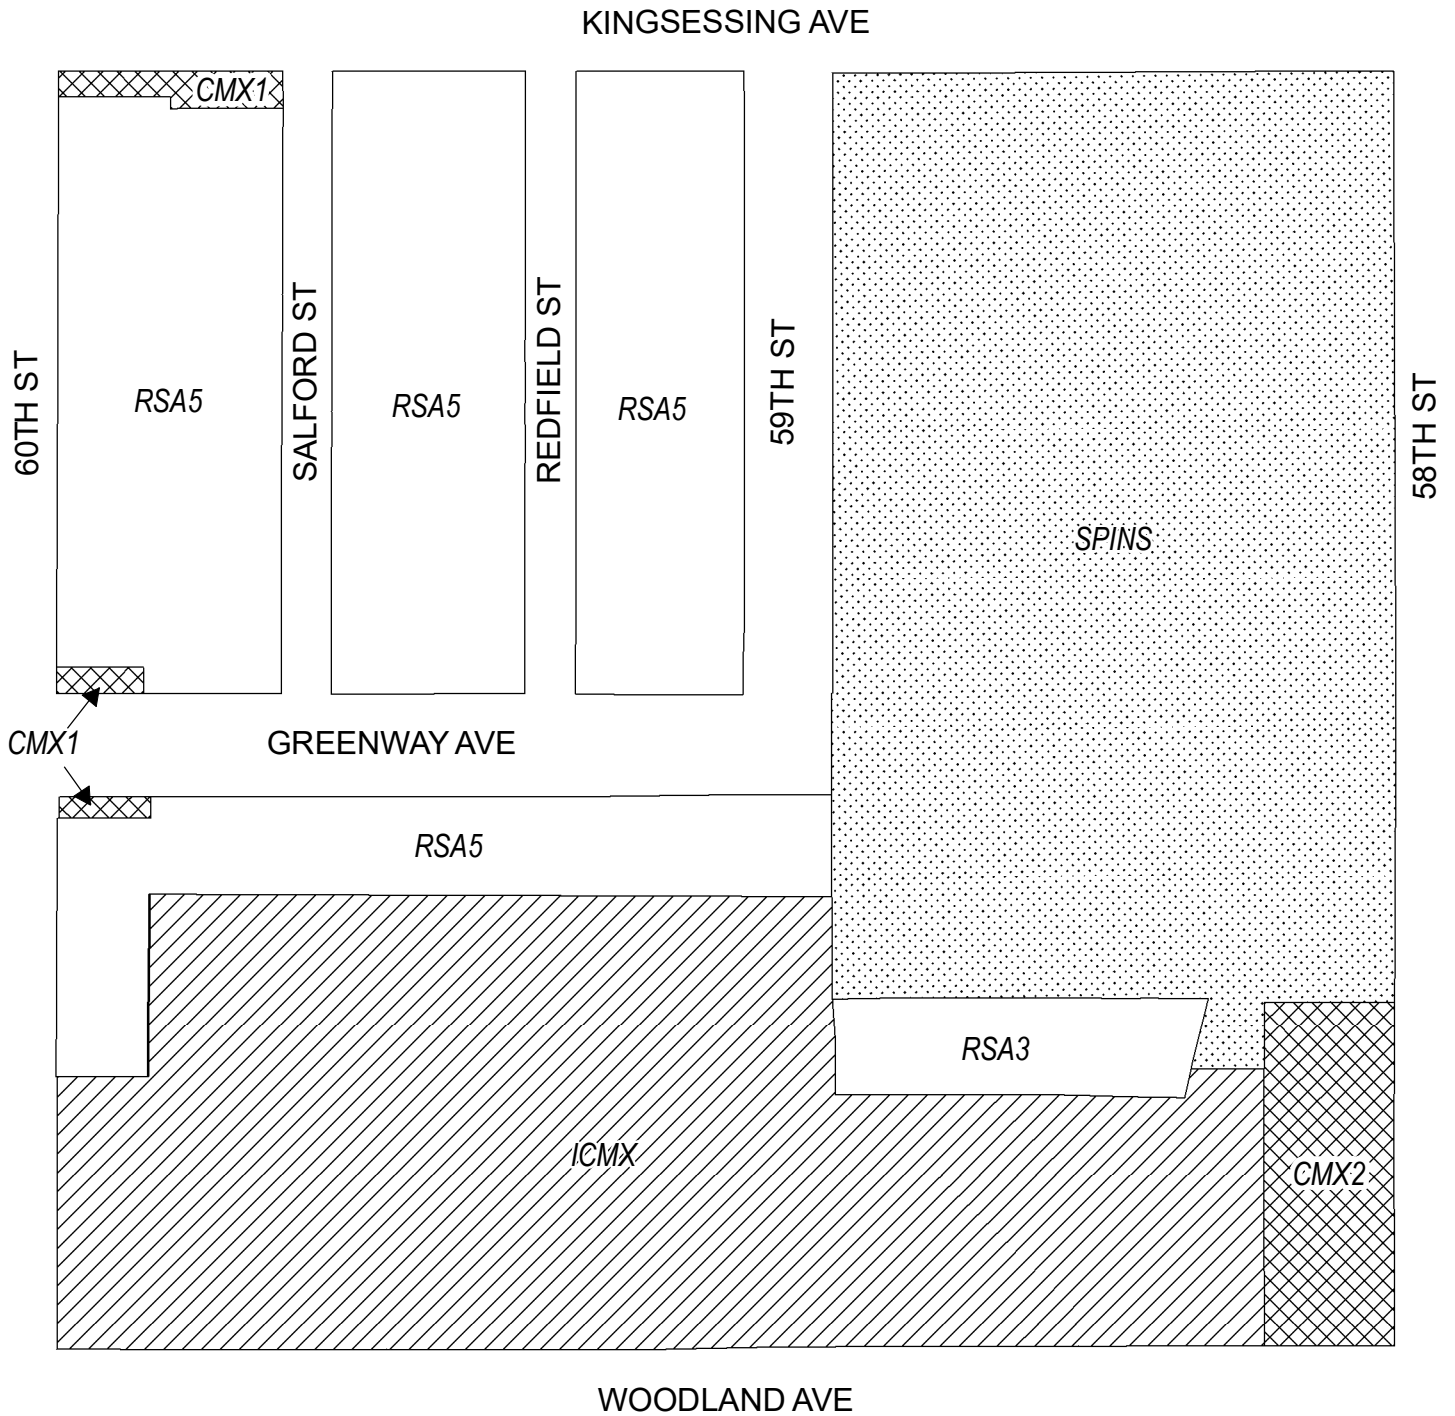 KINGSESSING AVE
CMX1
60TH ST
RSA5
SALFORD ST
RSA5
REDFIELD ST
RSA5
59TH ST
SPINS
58TH ST
CMX1
GREENWAY AVE
RSA5
RSA3
ICMX
CMX2
WOODLAND AVE